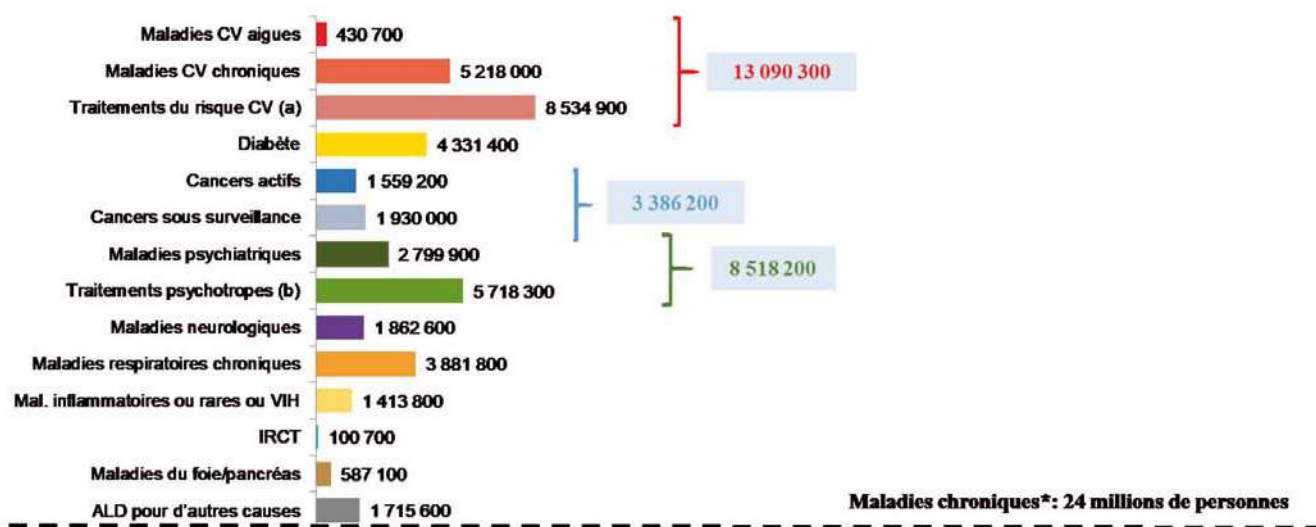 Maladies CV aigues 430 700
Maladies CV chroniques 5 218 000
13 090 300
Traitements du risque CV (a) 8 534 900
Diabète 4 331 400
Cancers actifs 1 559 200
3 386 200
Cancers sous surveillance 1 930 000
Maladies psychiatriques 2 799 900
8 518 200
Traitements psychotropes (b) 5 718 300
Maladies neurologiques 1 862 600
Maladies respiratoires chroniques 3 881 800
Mal. inflammatoires ou rares ou VIH 1 413 800
IRCT 100 700
Maladies du foie/pancréas 587 100
ALD pour d'autres causes 1 715 600
Maladies chroniques*: 24 millions de personnes